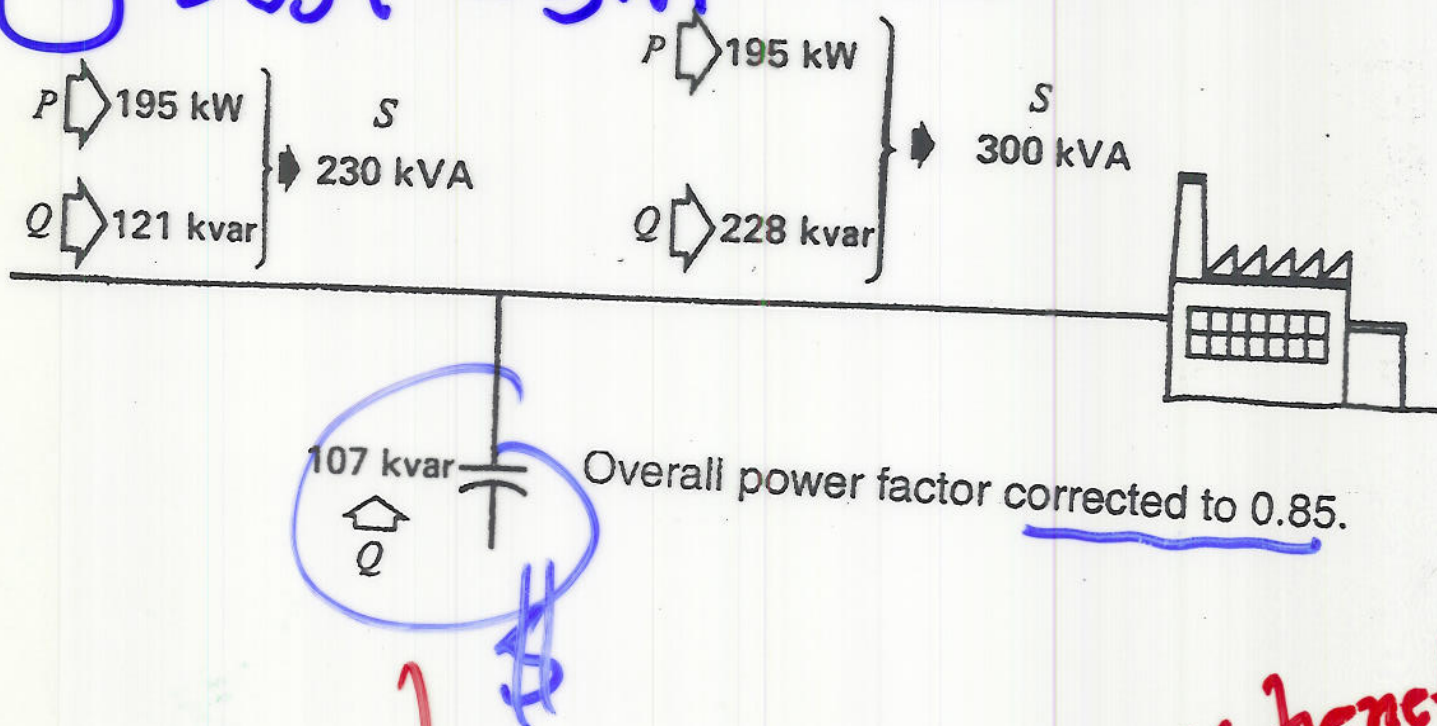 P 195 kW
S
230 kVA
Q 121 kvar
P 195 kW
S
300 kVA
Q 228 kvar
107 kvar
Q
Overall power factor corrected to 0.85.
$